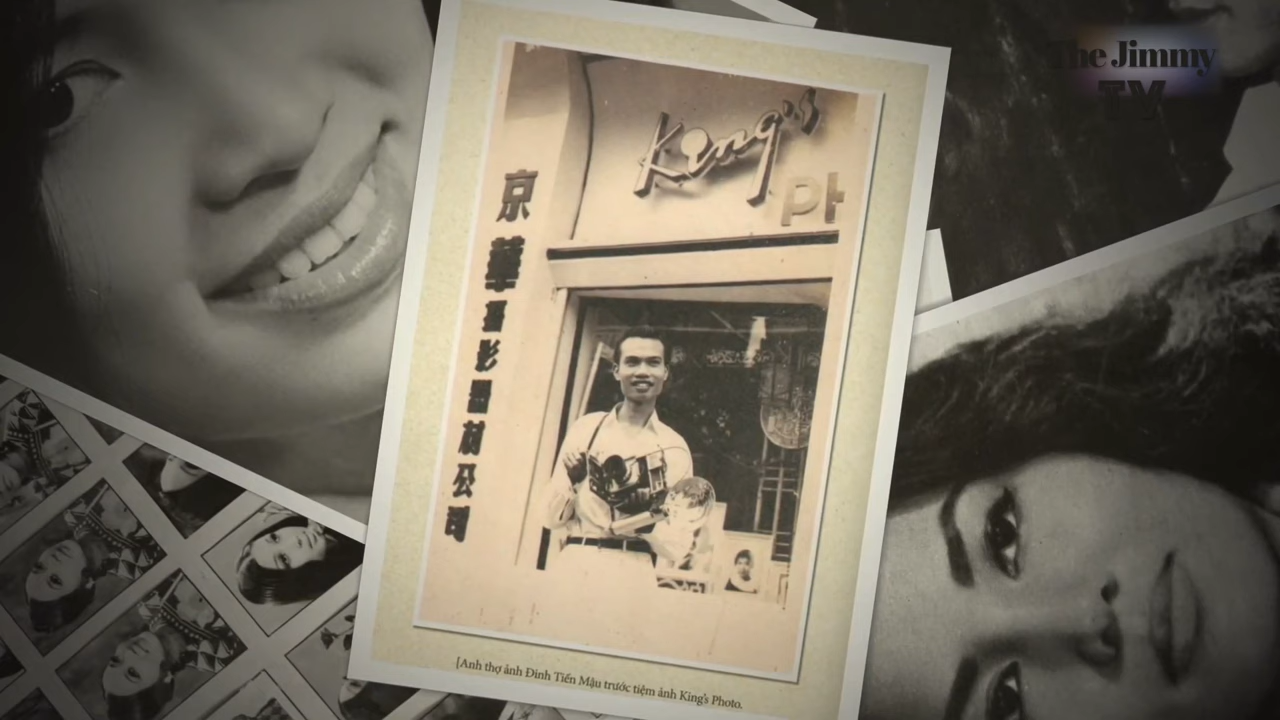 The Jimmy
TV
King's
Ph
京華攝影器材公司
[Anh thợ ảnh Đinh Tiến Mậu trước tiệm ảnh King's Photo.